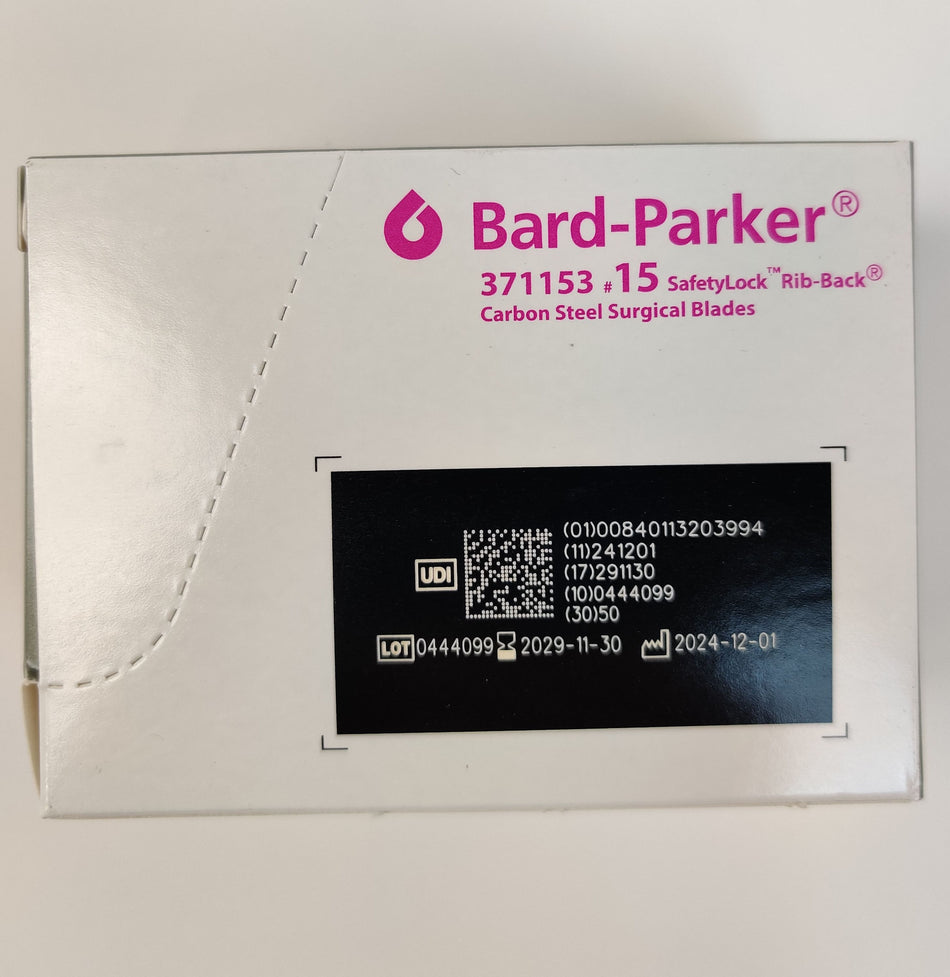 Bard-Parker®
371153 #15 SafetyLock™ Rib-Back®
Carbon Steel Surgical Blades
(01)00840113203994
(11)241201
(17)291130
(10)0444099
(30)50
UDI
LOT 0444099 2029-11-30 2024-12-01